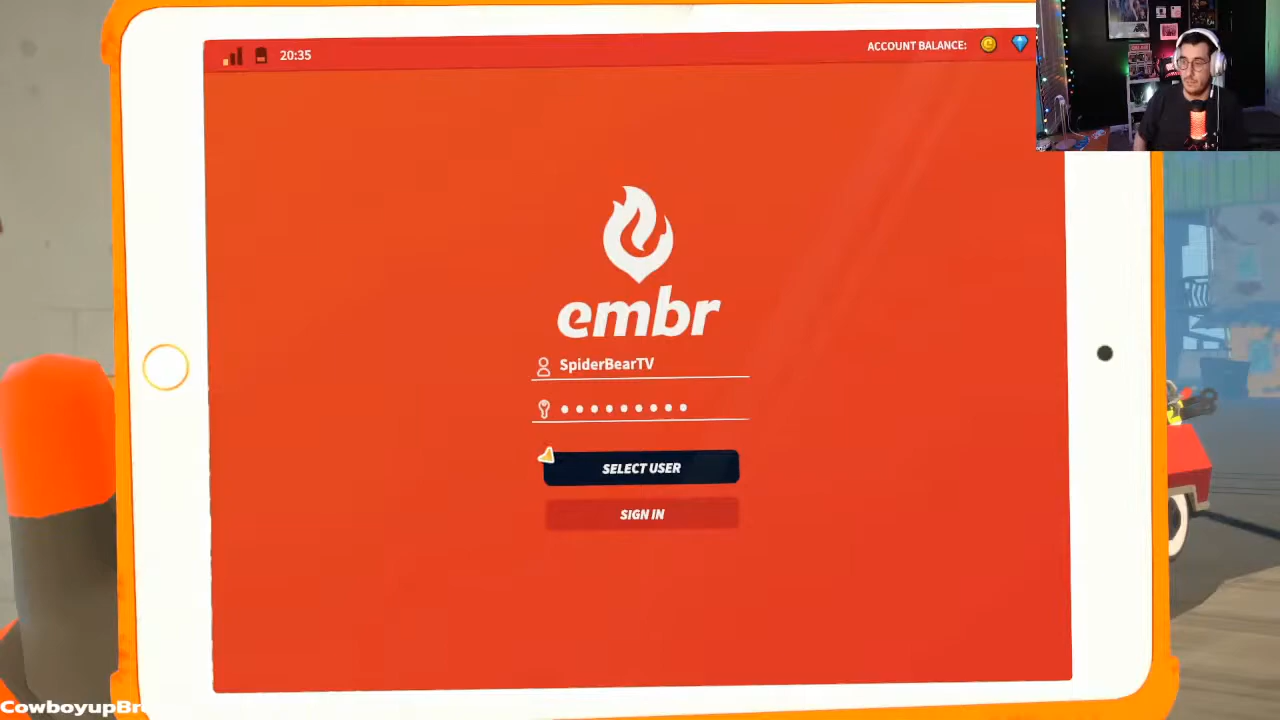 20:35
ACCOUNT BALANCE:
embr
SpiderBearTV
SELECT USER
SIGN IN